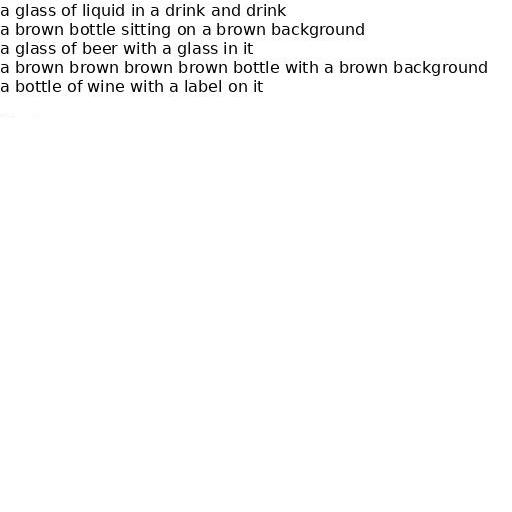 a glass of liquid in a drink and drink
a brown bottle sitting on a brown background
a glass of beer with a glass in it
a brown brown brown brown bottle with a brown background
a bottle of wine with a label on it